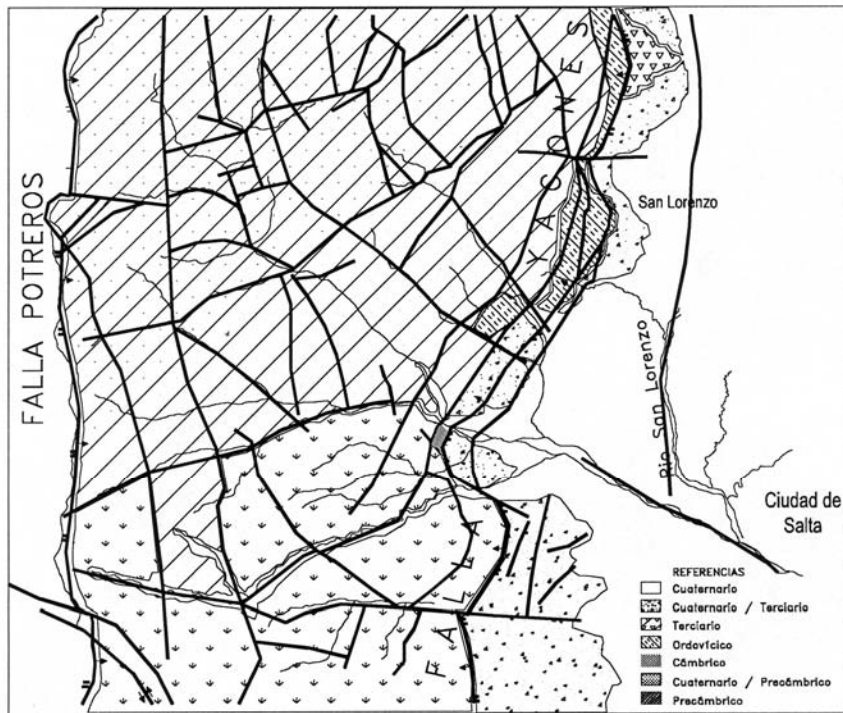 FALLA POTREROS
FALLA YACONES
San Lorenzo
Rio San Lorenzo
Ciudad de
Salta
REFERENCIAS
Cuaternario
Cuaternario / Terciario
Terciario
Ordovícico
Cámbrico
Cuaternario / Precámbrico
Precámbrico